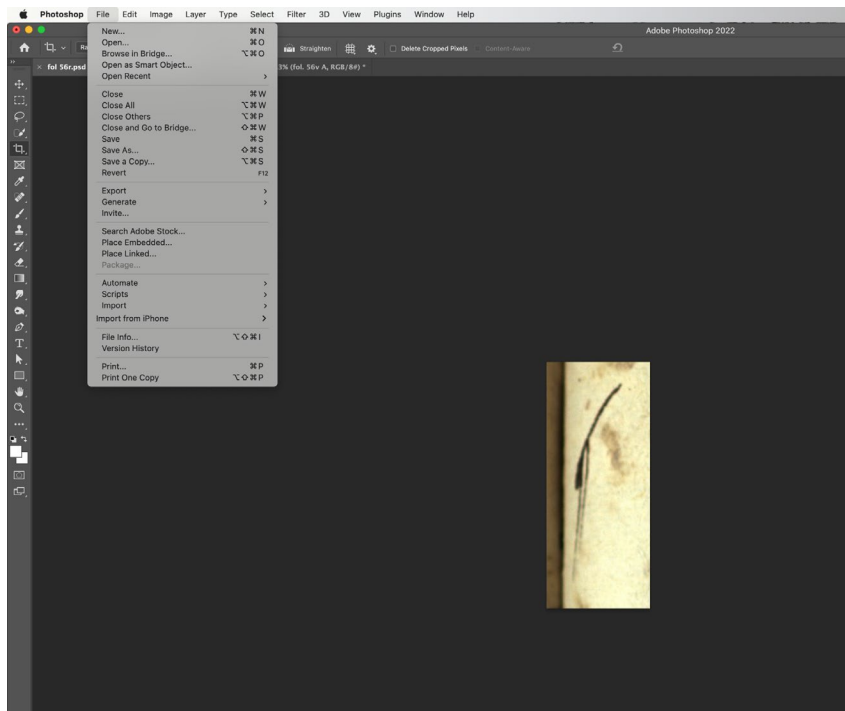 Photoshop File Edit Image Layer Type Select Filter 3D View Plugins Window Help
Adobe Photoshop 2022
Straighten Delete Cropped Pixels Content-Aware
× fol 56r.psd 3% (fol. 56v A, RGB/8#) *
New... ⌘N
Open... ⌘O
Browse in Bridge... ⌥⌘O
Open as Smart Object...
Open Recent >
Close ⌘W
Close All ⌥⌘W
Close Others ⌥⌘P
Close and Go to Bridge... ⇧⌘W
Save ⌘S
Save As... ⇧⌘S
Save a Copy... ⌥⌘S
Revert F12
Export >
Generate >
Invite...
Search Adobe Stock...
Place Embedded...
Place Linked...
Package...
Automate >
Scripts >
Import >
Import from iPhone >
File Info... ⌥⇧⌘I
Version History
Print... ⌘P
Print One Copy ⌥⇧⌘P